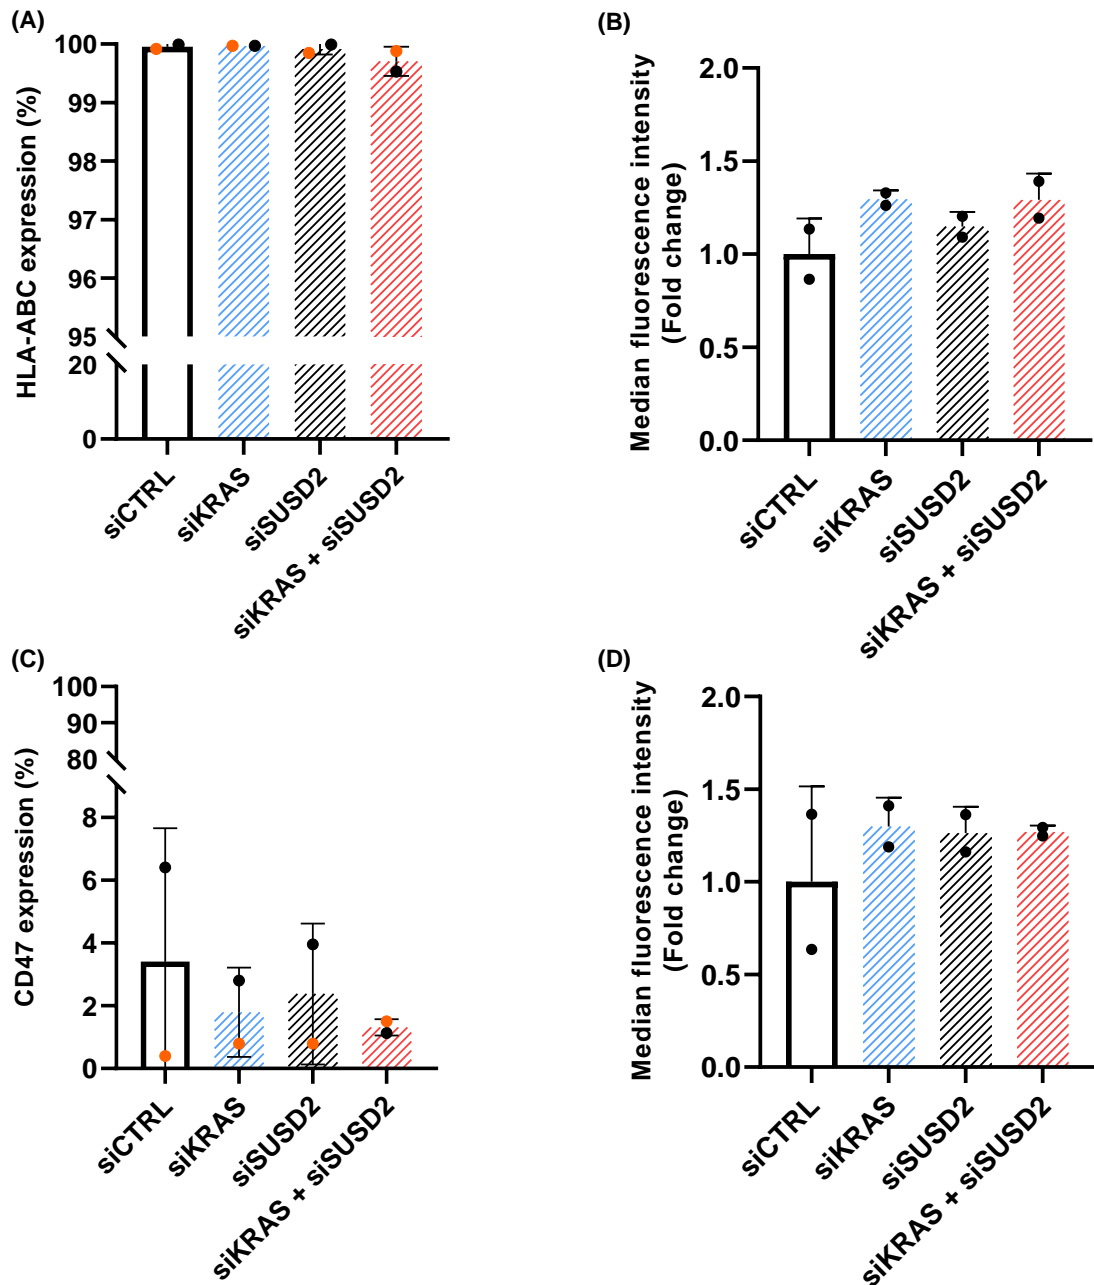 (A)
HLA-ABC expression (%)
100
99
98
97
96
95
20
0
siCTRL
siKRAS
siSUSD2
siKRAS + siSUSD2
(B)
Median fluorescence intensity
(Fold change)
2.0
1.5
1.0
0.5
0.0
siCTRL
siKRAS
siSUSD2
siKRAS + siSUSD2
(C)
CD47 expression (%)
100
90
80
8
6
4
2
0
siCTRL
siKRAS
siSUSD2
siKRAS + siSUSD2
(D)
Median fluorescence intensity
(Fold change)
2.0
1.5
1.0
0.5
0.0
siCTRL
siKRAS
siSUSD2
siKRAS + siSUSD2